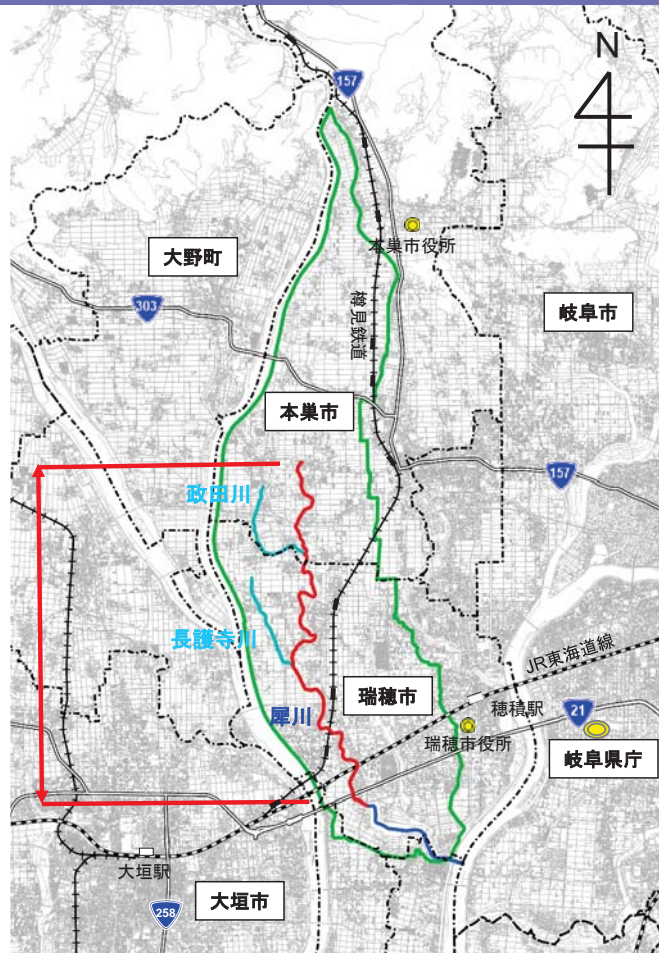 N
157
本巣市役所
大野町
303
樽見鉄道
岐阜市
本巣市
157
政田川
長護寺川
JR東海道線
瑞穂市
穂積駅
犀川
21
瑞穂市役所
岐阜県庁
大垣駅
大垣市
258